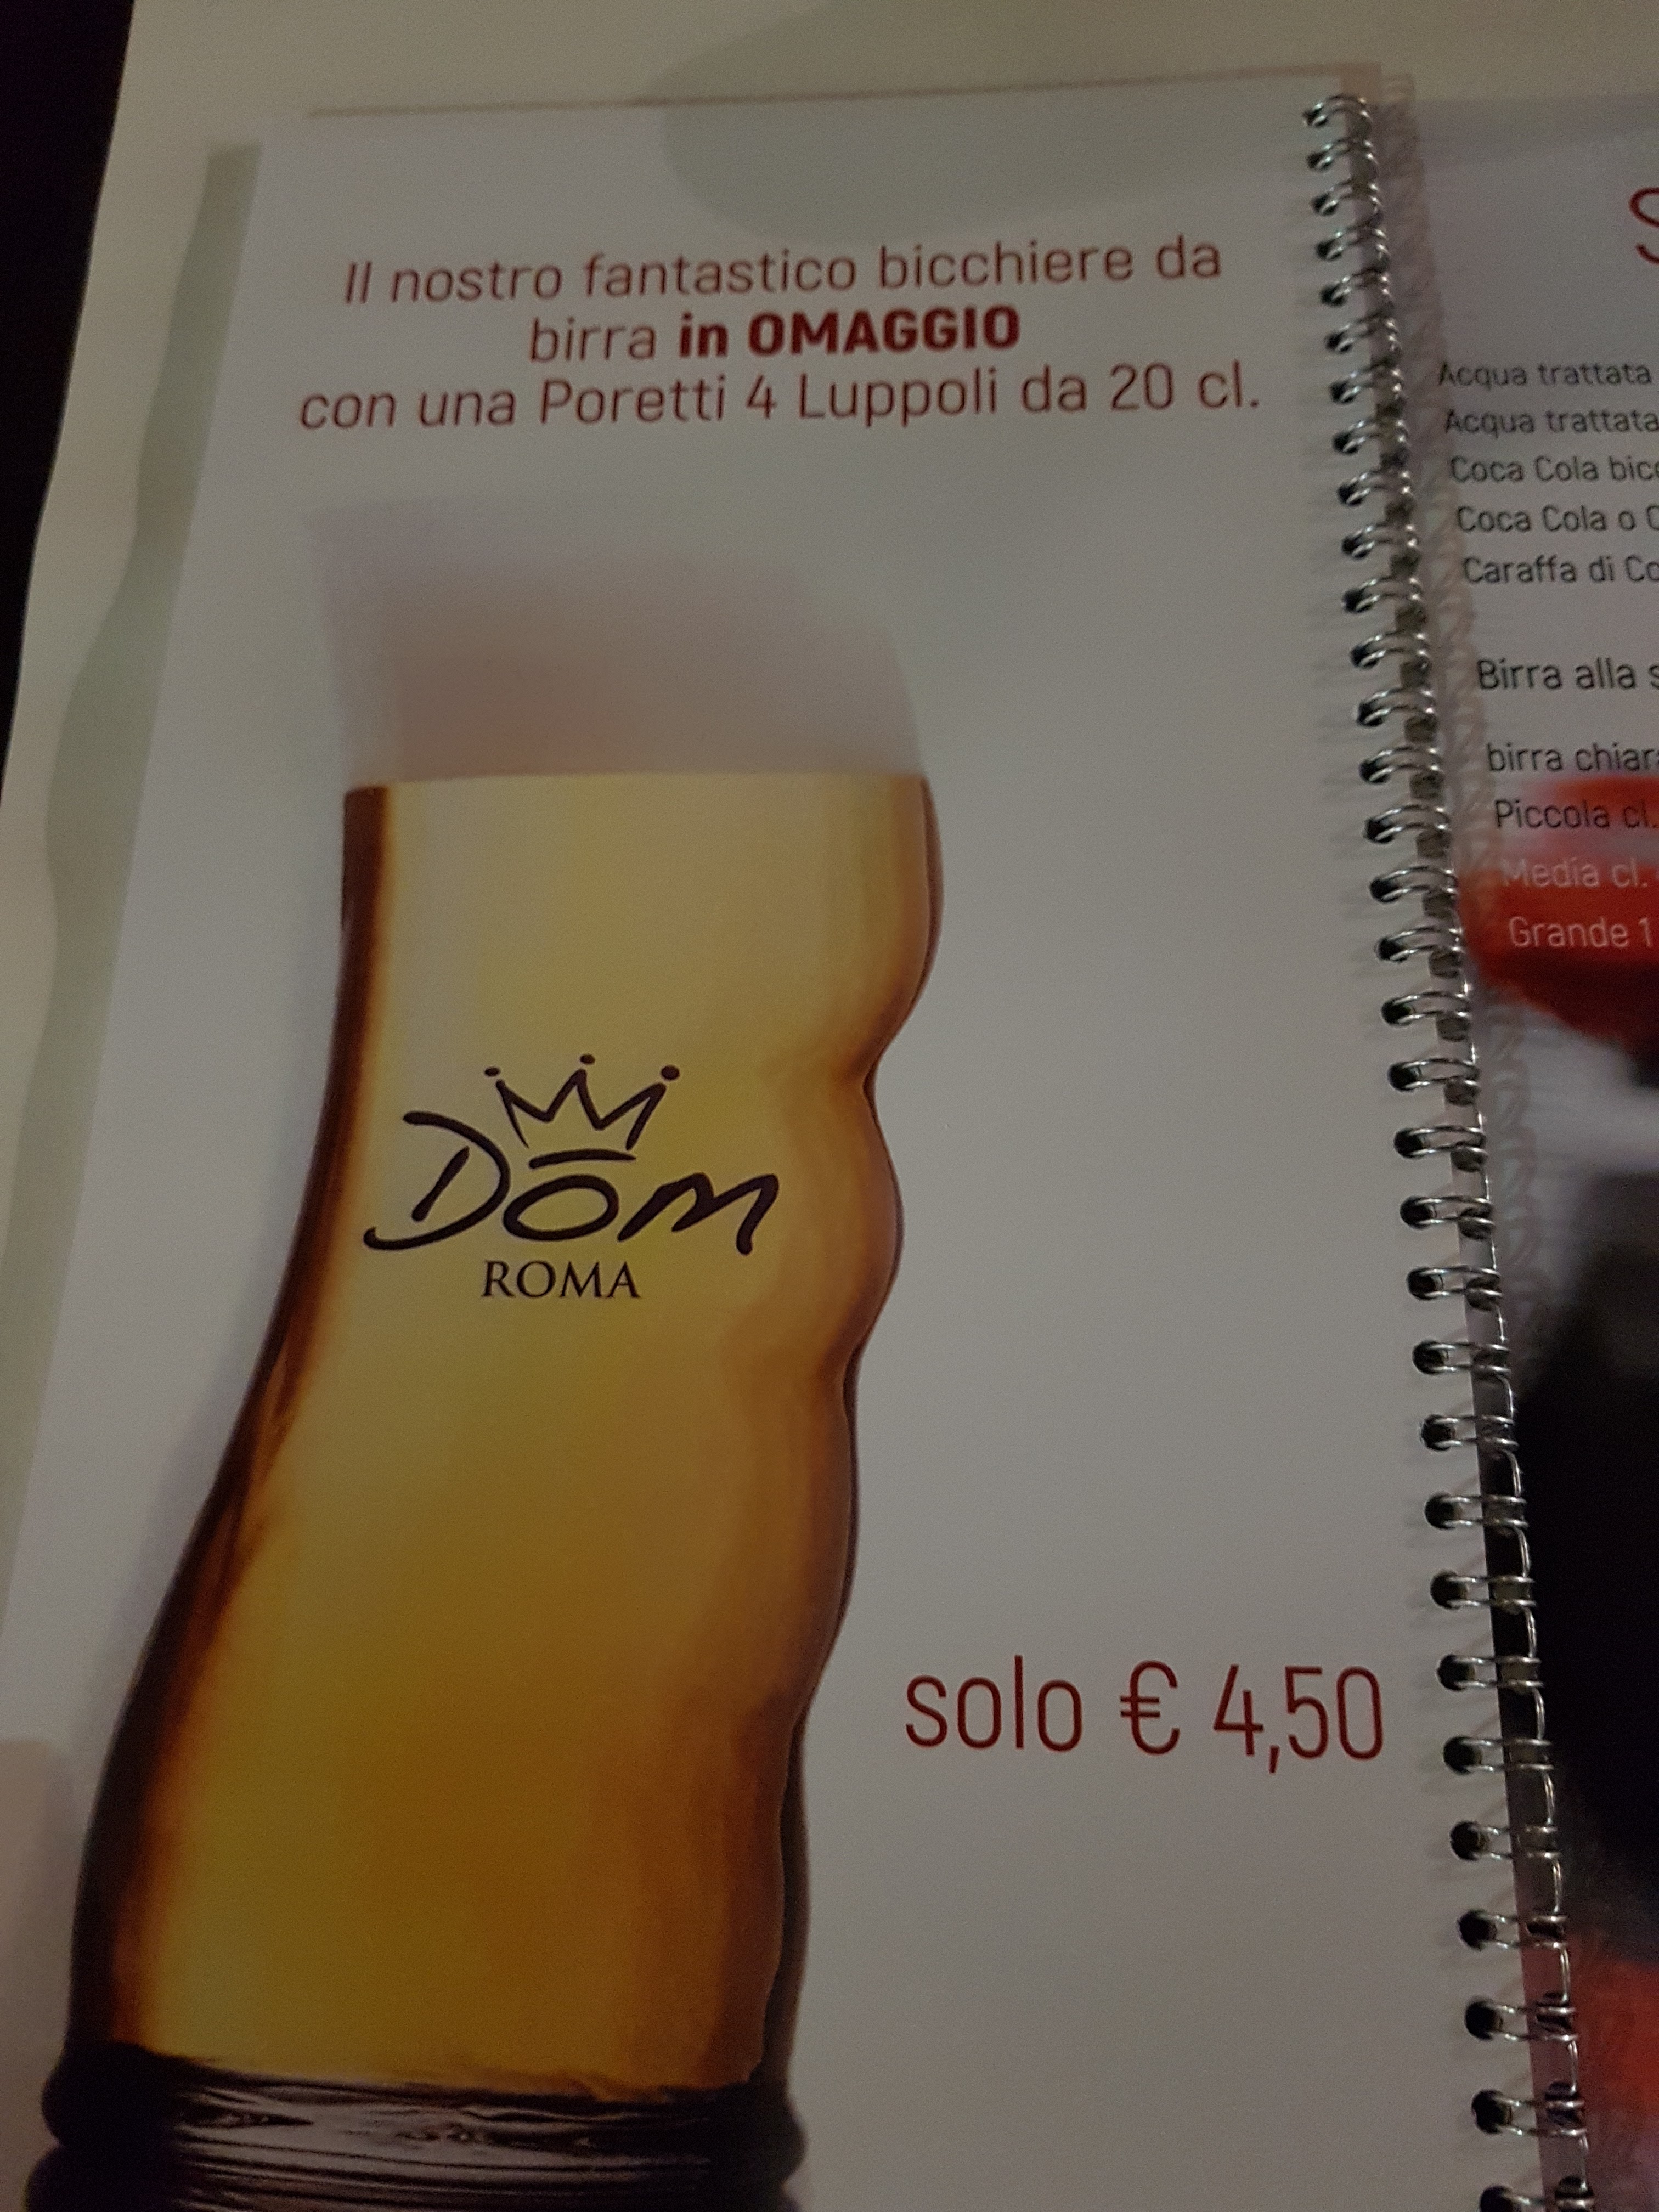 Il nostro fantastico bicchiere da
birra in OMAGGIO
con una Poretti 4 Luppoli da 20 cl.
Dom
ROMA
solo € 4,50
S
Acqua trattata
Acqua trattata
Coca Cola
Coca Cola o
Caraffa di
Birra alla
birra
Piccola cl.
Media cl.
Grande 1